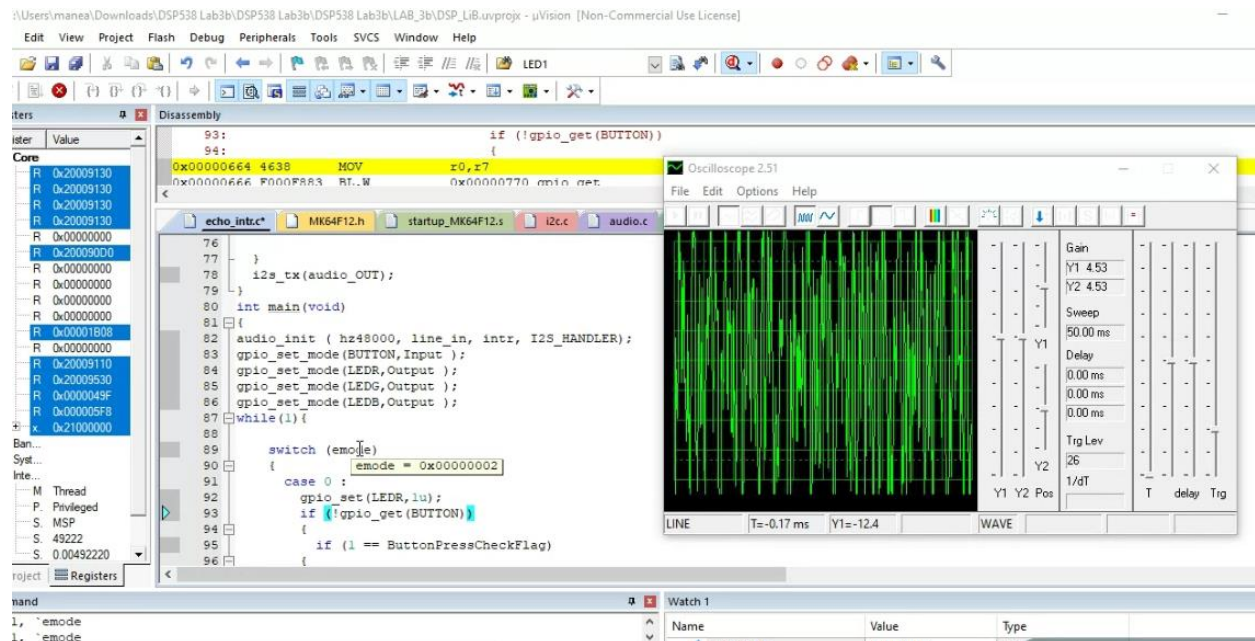 :\Users\manea\Downloads\DSP538 Lab3b\DSP538 Lab3b\DSP538 Lab3b\LAB_3b\DSP_LiB.uvprojx - µVision [Non-Commercial Use License]
Edit View Project Flash Debug Peripherals Tools SVCS Window Help
LED1
ters
Disassembly
ister Value
Core
R 0x20009130
R 0x20009130
R 0x20009130
R 0x20009130
R 0x00000000
R 0x200090D0
R 0x00000000
R 0x00000000
R 0x00000000
R 0x00000000
R 0x00001B08
R 0x00000000
R 0x20009110
R 0x20009530
R 0x0000049F
R 0x000005F8
x. 0x21000000
Ban...
Syst...
Inte...
M Thread
P. Privileged
S. MSP
S. 49222
S. 0.00492220
roject Registers
93: if (!gpio_get(BUTTON))
94: {
0x00000664 4638 MOV r0,r7
0x00000666 F000F883 BL.W 0x00000770 gpio_get
echo_intr.c* MK64F12.h startup_MK64F12.s i2c.c audio.c
76
77 }
78 i2s_tx(audio_OUT);
79 }
80 int main(void)
81 {
82 audio_init ( hz48000, line_in, intr, I2S_HANDLER);
83 gpio_set_mode(BUTTON,Input );
84 gpio_set_mode(LEDR,Output );
85 gpio_set_mode(LEDG,Output );
86 gpio_set_mode(LEDB,Output );
87 while(1){
88
89 switch (emode)
90 {
emode = 0x00000002
91 case 0 :
92 gpio_set(LEDR,1u);
93 if (!gpio_get(BUTTON))
94 {
95 if (1 == ButtonPressCheckFlag)
96 {
Oscilloscope 2.51
File Edit Options Help
Gain
Y1 4.53
Y2 4.53
Sweep
50.00 ms
Y1
Delay
0.00 ms
0.00 ms
0.00 ms
Trg Lev
26
Y2
1/dT
Y1 Y2 Pos
T delay Trg
LINE T=-0.17 ms Y1=-12.4 WAVE
mand
1, `emode
1, `emode
Watch 1
Name Value Type